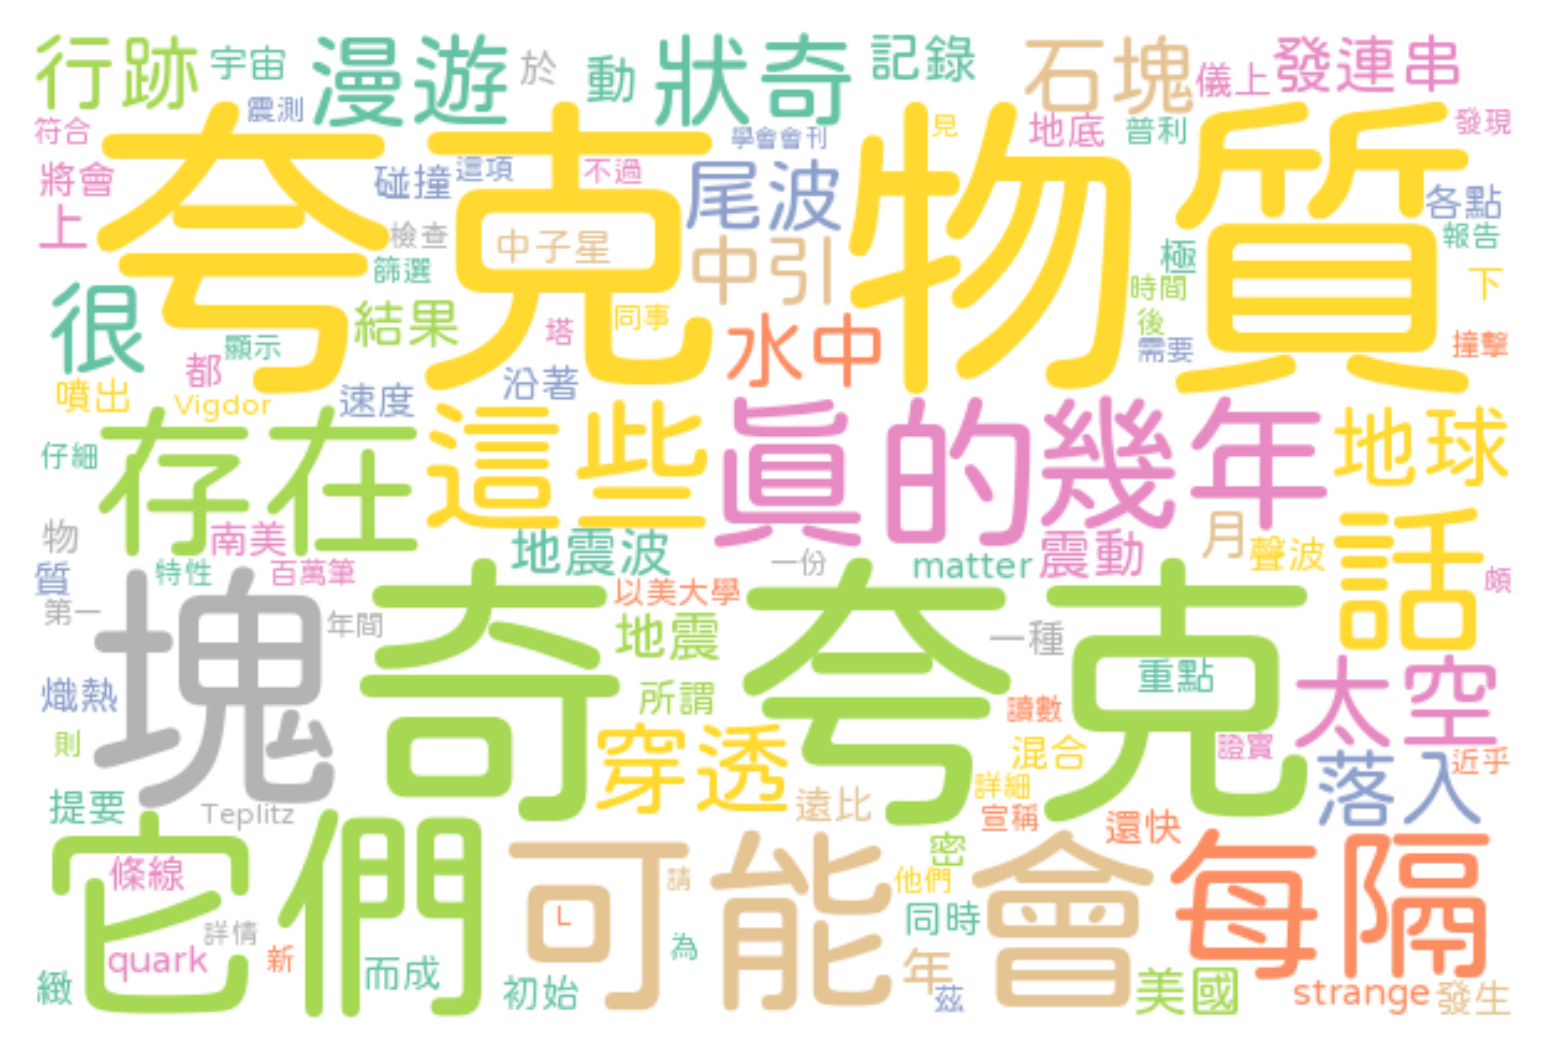 行跡
宇宙
漫遊
於
動
狀奇
記錄
石塊
儀上
發連串
震測
符合
夸克物質
學會會刊
見
地底
普利
發現
將會
碰撞
這項
不過
尾波
各點
上
檢查
中子星
中引
極
報告
篩選
時間
下
很
結果
塔
同事
水中
後
需要
撞擊
顯示
都
噴出
Vigdor
速度
沿著
存在
這些
真的幾年
地球
仔細
物
南美
地震波
一份
matter
震動
月
聲波
話
質
特性
百萬筆
以美大學
頗
第一
塊
年間
奇夸克
地震
一種
重點
熾熱
所謂
讀數
太空
則
穿透
混合
證實
落入
近乎
提要
Teplitz
遠比
詳細
宣稱
還快
它們
條線
可能會
請
密
他們
每隔
L
詳情
quark
新
而成
同時
為
年
緻
初始
茲
美國
strange
發生